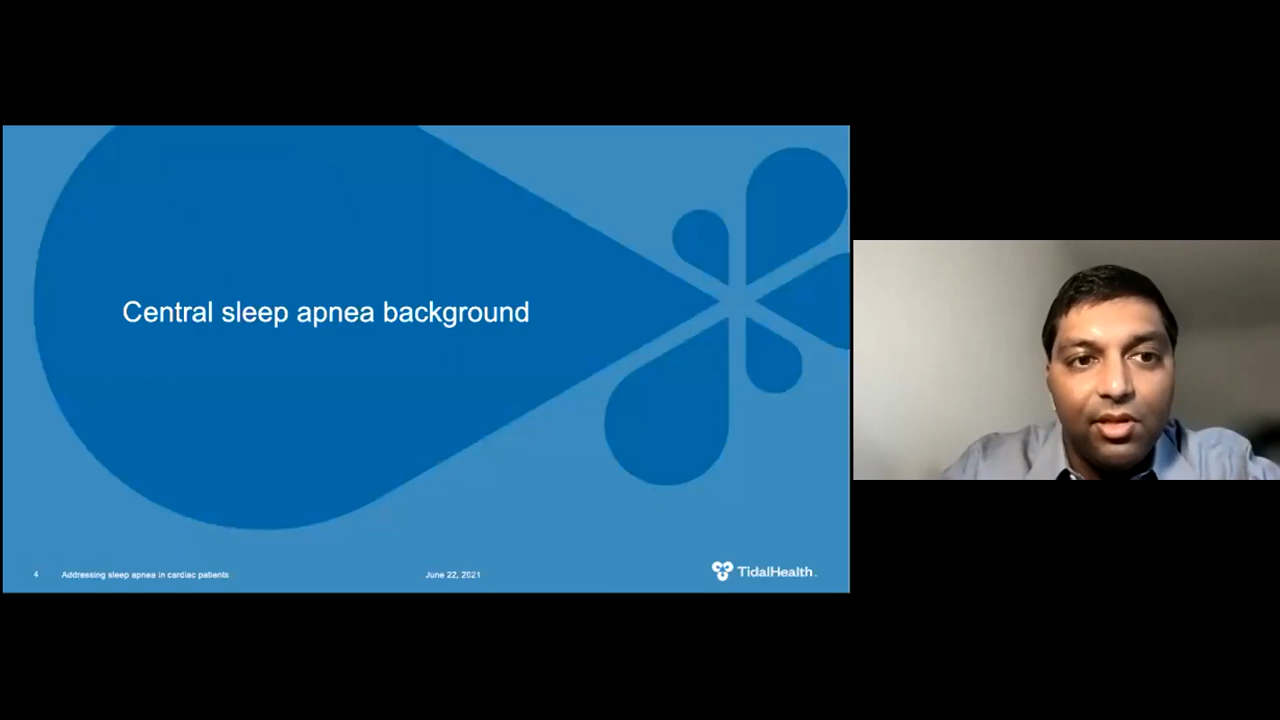 Central sleep apnea background
4 Addressing sleep apnea in cardiac patients June 22, 2021 TidalHealth.